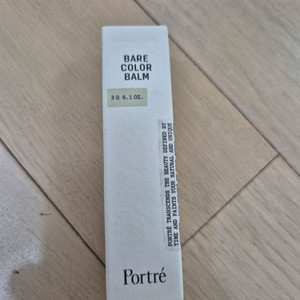 BARE
COLOR
BALM
3 G 0.1 OZ.
PORTRÉ TRANSCENDS THE BEAUTY DEFINED BY
TIME AND PAINTS YOUR NATURAL AND UNIQUE
Portré